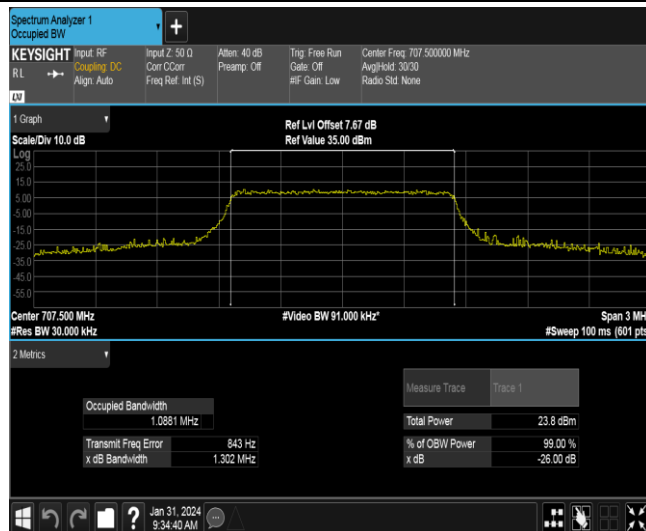 Spectrum Analyzer 1
Occupied BW
+
KEYSIGHT
RL
Input: RF
Coupling: DC
Align: Auto
Input Z: 50 Ω
Corr CCorr
Freq Ref: Int (S)
Atten: 40 dB
Preamp: Off
Trig: Free Run
Gate: Off
#IF Gain: Low
Center Freq: 707.500000 MHz
Avg|Hold: 30/30
Radio Std: None
1 Graph
Scale/Div 10.0 dB
Ref Lvl Offset 7.67 dB
Ref Value 35.00 dBm
Log
25.0
15.0
5.00
-5.00
-15.0
-25.0
-35.0
-45.0
-55.0
Center 707.500 MHz
#Res BW 30.000 kHz
#Video BW 91.000 kHz*
Span 3 MH
#Sweep 100 ms (601 pts
2 Metrics
Measure Trace Trace 1
Occupied Bandwidth
1.0881 MHz
Total Power 23.8 dBm
Transmit Freq Error 843 Hz
% of OBW Power 99.00 %
x dB Bandwidth 1.302 MHz
x dB -26.00 dB
?
Jan 31, 2024
9:34:40 AM